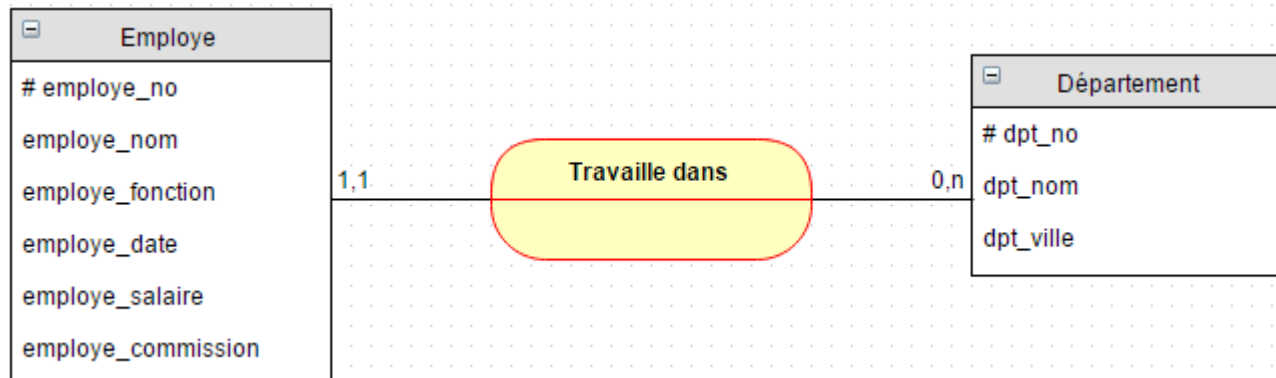 Employe
# employe_no
employe_nom
employe_fonction
employe_date
employe_salaire
employe_commission
1,1
Travaille dans
0,n
Département
# dpt_no
dpt_nom
dpt_ville